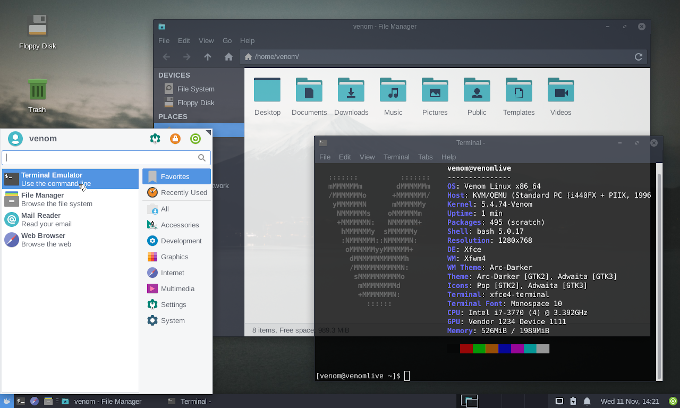 Floppy Disk
Trash
venom - File Manager
File Edit View Go Help
/home/venom/
DEVICES
File System
Floppy Disk
PLACES
Desktop Documents Downloads Music Pictures Public Templates Videos
8 items, Free space
venom
Terminal Emulator
Use the command line
File Manager
Browse the file system
Mail Reader
Read your email
Web Browser
Browse the web
Favorites
Recently Used
All
Accessories
Development
Graphics
Internet
Multimedia
Settings
System
Terminal -
File Edit View Terminal Tabs Help
venom@venomlive
---------------
OS: Venom Linux x86_64
Host: KVM/QEMU (Standard PC (i440FX + PIIX, 1996
Kernel: 5.4.74-Venom
Uptime: 1 min
Packages: 495 (scratch)
Shell: bash 5.0.17
Resolution: 1280x768
DE: Xfce
WM: Xfwm4
WM Theme: Arc-Darker
Theme: Arc-Darker [GTK2], Adwaita [GTK3]
Icons: Pop [GTK2], Adwaita [GTK3]
Terminal: xfce4-terminal
Terminal Font: Monospace 10
CPU: Intel i7-3770 (4) @ 3.392GHz
GPU: Vendor 1234 Device 1111
Memory: 526MiB / 1989MiB
[venom@venomlive ~]$
venom - File Manager
Terminal -
Wed 11 Nov, 14:21